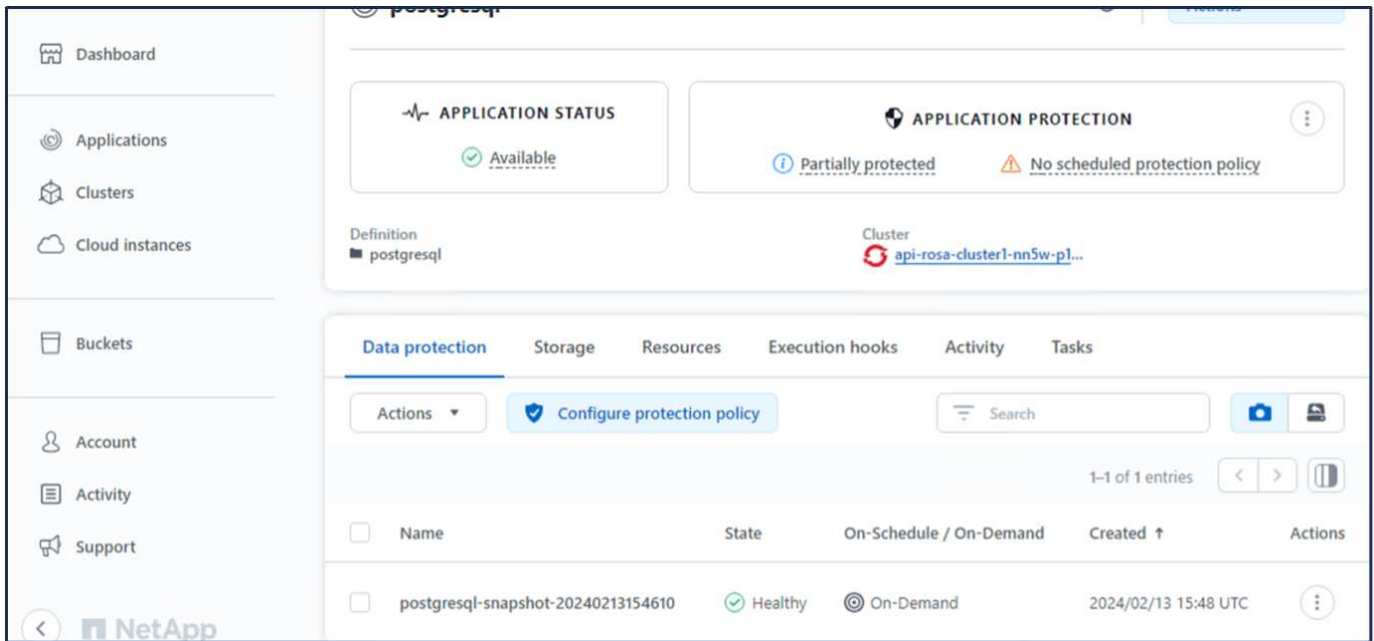 postgresql
Actions
Dashboard
Applications
Clusters
Cloud instances
Buckets
Account
Activity
Support
NetApp
APPLICATION STATUS
Available
APPLICATION PROTECTION
Partially protected
No scheduled protection policy
Definition
postgresql
Cluster
api-rosa-cluster1-nn5w-p1...
Data protection Storage Resources Execution hooks Activity Tasks
Actions Configure protection policy Search
1–1 of 1 entries
Name State On-Schedule / On-Demand Created ↑ Actions
postgresql-snapshot-20240213154610 Healthy On-Demand 2024/02/13 15:48 UTC